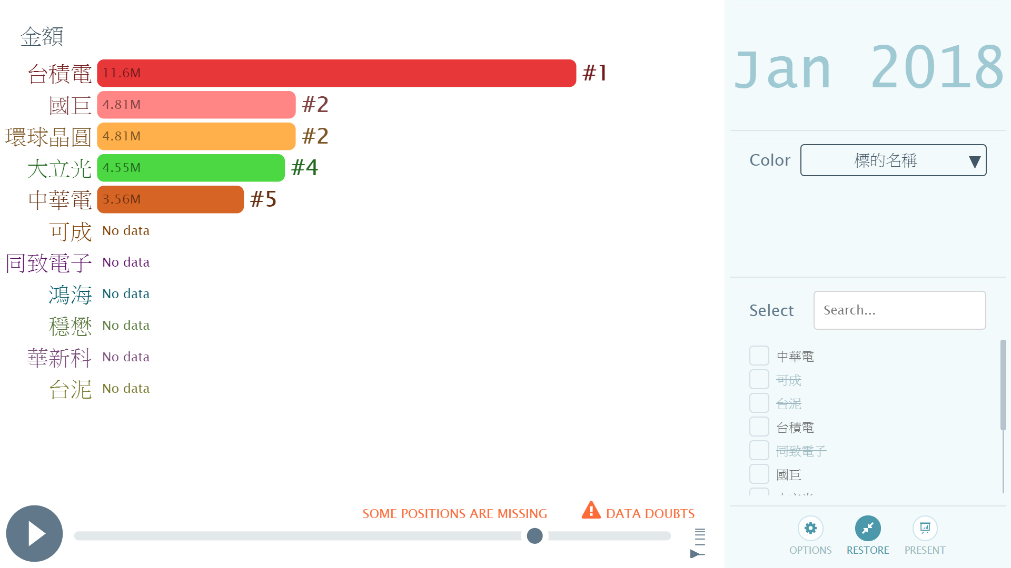 金額
台積電 11.6M #1
國巨 4.81M #2
環球晶圓 4.81M #2
大立光 4.55M #4
中華電 3.56M #5
可成 No data
同致電子 No data
鴻海 No data
穩懋 No data
華新科 No data
台泥 No data
SOME POSITIONS ARE MISSING
DATA DOUBTS
Jan 2018
Color 標的名稱
Select Search...
中華電
可成
台泥
台積電
同致電子
國巨
OPTIONS RESTORE PRESENT